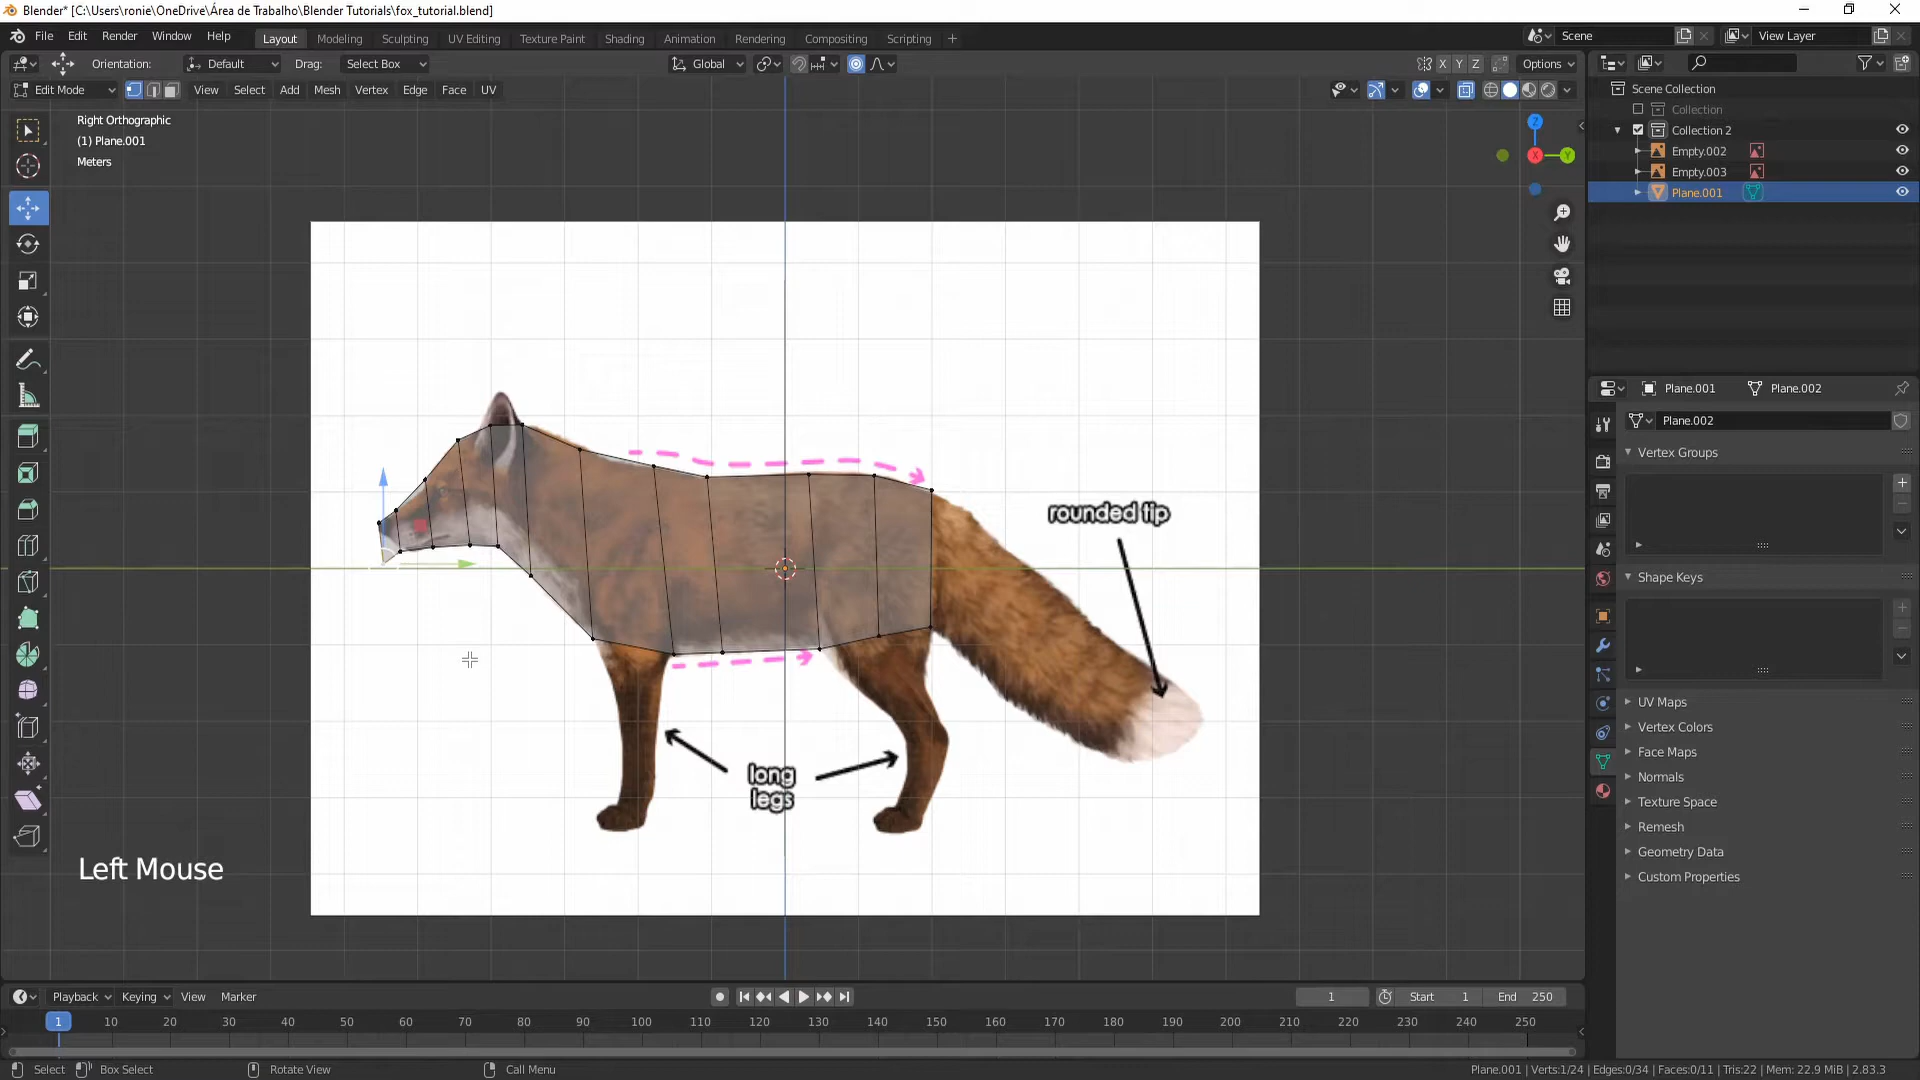 Blender* [C:\Users\ronie\OneDrive\Área de Trabalho\Blender Tutorials\fox_tutorial.blend]
File Edit Render Window Help Layout Modeling Sculpting UV Editing Texture Paint Shading Animation Rendering Compositing Scripting + Scene View Layer
Orientation: Default Drag: Select Box Global X Y Z Options
Edit Mode View Select Add Mesh Vertex Edge Face UV
Right Orthographic
(1) Plane.001
Meters
Z
X Y
rounded tip
long
legs
Left Mouse
Scene Collection
Collection
Collection 2
Empty.002
Empty.003
Plane.001
Plane.001 Plane.002
Plane.002
Vertex Groups
Shape Keys
UV Maps
Vertex Colors
Face Maps
Normals
Texture Space
Remesh
Geometry Data
Custom Properties
Playback Keying View Marker 1 Start 1 End 250
1 10 20 30 40 50 60 70 80 90 100 110 120 130 140 150 160 170 180 190 200 210 220 230 240 250
Select Box Select Rotate View Call Menu Plane.001 | Verts:1/24 | Edges:0/34 | Faces:0/11 | Tris:22 | Mem: 22.9 MiB | 2.83.3